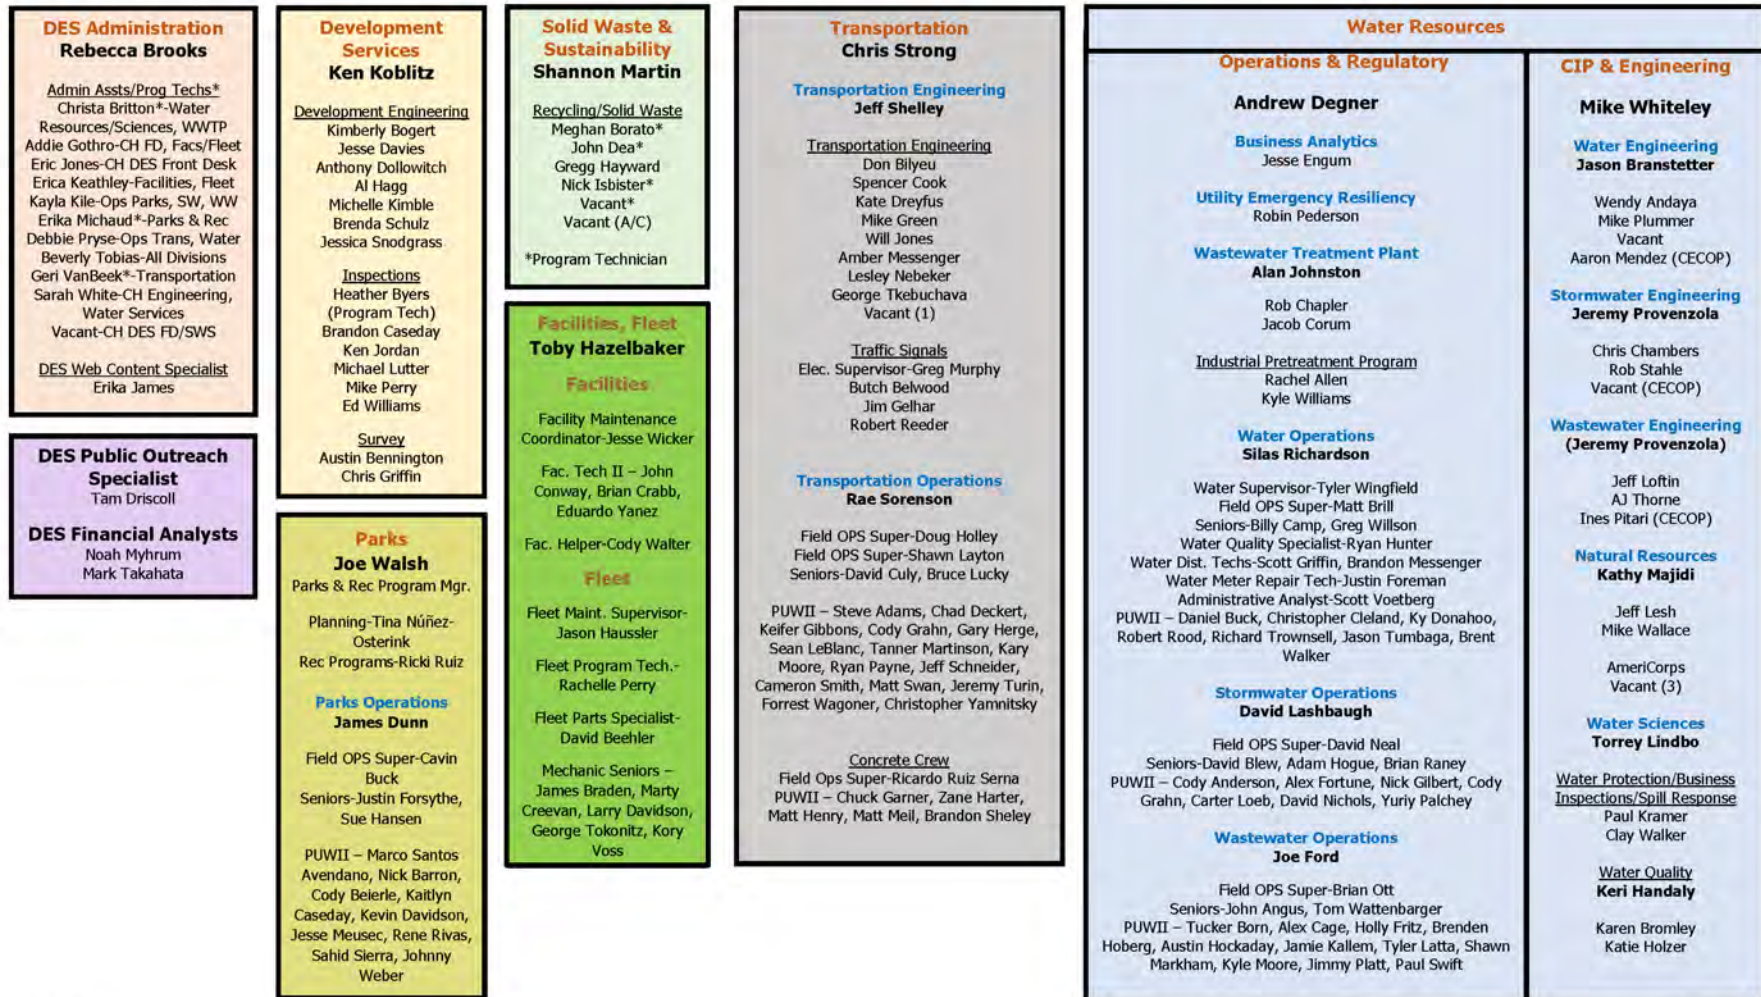 DES Administration
Rebecca Brooks
Admin Assts/Prog Techs*
Christa Britton*-Water
Resources/Sciences, WWTP
Addie Gothro-CH FD, Facs/Fleet
Eric Jones-CH DES Front Desk
Erica Keathley-Facilities, Fleet
Kayla Kile-Ops Parks, SW, WW
Erika Michaud*-Parks & Rec
Debbie Pryse-Ops Trans, Water
Beverly Tobias-All Divisions
Geri VanBeek*-Transportation
Sarah White-CH Engineering,
Water Services
Vacant-CH DES FD/SWS
DES Web Content Specialist
Erika James
DES Public Outreach
Specialist
Tam Driscoll
DES Financial Analysts
Noah Myhrum
Mark Takahata
Development
Services
Ken Koblitz
Development Engineering
Kimberly Bogert
Jesse Davies
Anthony Dollowitch
Al Hagg
Michelle Kimble
Brenda Schulz
Jessica Snodgrass
Inspections
Heather Byers
(Program Tech)
Brandon Caseday
Ken Jordan
Michael Lutter
Mike Perry
Ed Williams
Survey
Austin Bennington
Chris Griffin
Parks
Joe Walsh
Parks & Rec Program Mgr.
Planning-Tina Núñez-
Osterink
Rec Programs-Ricki Ruiz
Parks Operations
James Dunn
Field OPS Super-Cavin
Buck
Seniors-Justin Forsythe,
Sue Hansen
PUWII – Marco Santos
Avendano, Nick Barron,
Cody Beierle, Kaitlyn
Caseday, Kevin Davidson,
Jesse Meusec, Rene Rivas,
Sahid Sierra, Johnny
Weber
Solid Waste &
Sustainability
Shannon Martin
Recycling/Solid Waste
Meghan Borato*
John Dea*
Gregg Hayward
Nick Isbister*
Vacant*
Vacant (A/C)
*Program Technician
Facilities, Fleet
Toby Hazelbaker
Facilities
Facility Maintenance
Coordinator-Jesse Wicker
Fac. Tech II – John
Conway, Brian Crabb,
Eduardo Yanez
Fac. Helper-Cody Walter
Fleet
Fleet Maint. Supervisor-
Jason Haussler
Fleet Program Tech.-
Rachelle Perry
Fleet Parts Specialist-
David Beehler
Mechanic Seniors –
James Braden, Marty
Creevan, Larry Davidson,
George Tokonitz, Kory
Voss
Transportation
Chris Strong
Transportation Engineering
Jeff Shelley
Transportation Engineering
Don Bilyeu
Spencer Cook
Kate Dreyfus
Mike Green
Will Jones
Amber Messenger
Lesley Nebeker
George Tkebuchava
Vacant (1)
Traffic Signals
Elec. Supervisor-Greg Murphy
Butch Belwood
Jim Gelhar
Robert Reeder
Transportation Operations
Rae Sorenson
Field OPS Super-Doug Holley
Field OPS Super-Shawn Layton
Seniors-David Culy, Bruce Lucky
PUWII – Steve Adams, Chad Deckert,
Keifer Gibbons, Cody Grahn, Gary Herge,
Sean LeBlanc, Tanner Martinson, Kary
Moore, Ryan Payne, Jeff Schneider,
Cameron Smith, Matt Swan, Jeremy Turin,
Forrest Wagoner, Christopher Yamnitsky
Concrete Crew
Field Ops Super-Ricardo Ruiz Serna
PUWII – Chuck Garner, Zane Harter,
Matt Henry, Matt Meil, Brandon Sheley
Water Resources
Operations & Regulatory
Andrew Degner
Business Analytics
Jesse Engum
Utility Emergency Resiliency
Robin Pederson
Wastewater Treatment Plant
Alan Johnston
Rob Chapler
Jacob Corum
Industrial Pretreatment Program
Rachel Allen
Kyle Williams
Water Operations
Silas Richardson
Water Supervisor-Tyler Wingfield
Field OPS Super-Matt Brill
Seniors-Billy Camp, Greg Willson
Water Quality Specialist-Ryan Hunter
Water Dist. Techs-Scott Griffin, Brandon Messenger
Water Meter Repair Tech-Justin Foreman
Administrative Analyst-Scott Voetberg
PUWII – Daniel Buck, Christopher Cleland, Ky Donahoo,
Robert Rood, Richard Trownsell, Jason Tumbaga, Brent
Walker
Stormwater Operations
David Lashbaugh
Field OPS Super-David Neal
Seniors-David Blew, Adam Hogue, Brian Raney
PUWII – Cody Anderson, Alex Fortune, Nick Gilbert, Cody
Grahn, Carter Loeb, David Nichols, Yuriy Palchey
Wastewater Operations
Joe Ford
Field OPS Super-Brian Ott
Seniors-John Angus, Tom Wattenbarger
PUWII – Tucker Born, Alex Cage, Holly Fritz, Brenden
Hoberg, Austin Hockaday, Jamie Kallem, Tyler Latta, Shawn
Markham, Kyle Moore, Jimmy Platt, Paul Swift
CIP & Engineering
Mike Whiteley
Water Engineering
Jason Branstetter
Wendy Andaya
Mike Plummer
Vacant
Aaron Mendez (CECOP)
Stormwater Engineering
Jeremy Provenzola
Chris Chambers
Rob Stahle
Vacant (CECOP)
Wastewater Engineering
(Jeremy Provenzola)
Jeff Loftin
AJ Thorne
Ines Pitari (CECOP)
Natural Resources
Kathy Majidi
Jeff Lesh
Mike Wallace
AmeriCorps
Vacant (3)
Water Sciences
Torrey Lindbo
Water Protection/Business
Inspections/Spill Response
Paul Kramer
Clay Walker
Water Quality
Keri Handaly
Karen Bromley
Katie Holzer